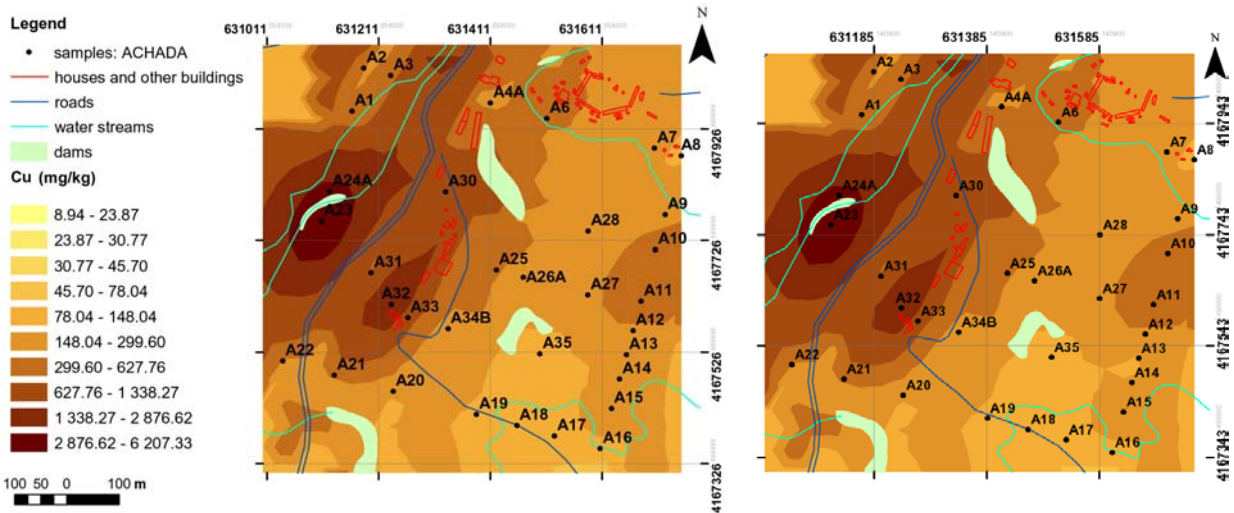 Legend
samples: ACHADA
houses and other buildings
roads
water streams
dams
Cu (mg/kg)
8.94 - 23.87
23.87 - 30.77
30.77 - 45.70
45.70 - 78.04
78.04 - 148.04
148.04 - 299.60
299.60 - 627.76
627.76 - 1 338.27
1 338.27 - 2 876.62
2 876.62 - 6 207.33
100 50 0 100 m
631011 631211 631411 631611
N
A2
A3
A1
A4A
A6
A7
A8
A24A
A23
A30
A9
A28
A10
A31
A25
A26A
A32
A33
A27
A11
A34B
A12
A22
A21
A35
A13
A20
A14
A19
A18
A15
A17
A16
4167926
4167726
4167526
4167326
631185 631385 631585
N
A2
A3
A1
A4A
A6
A7
A8
A24A
A23
A30
A9
A28
A10
A31
A25
A26A
A32
A33
A27
A11
A34B
A12
A22
A21
A35
A13
A20
A14
A19
A18
A15
A17
A16
4167943
4167743
4167543
4167343